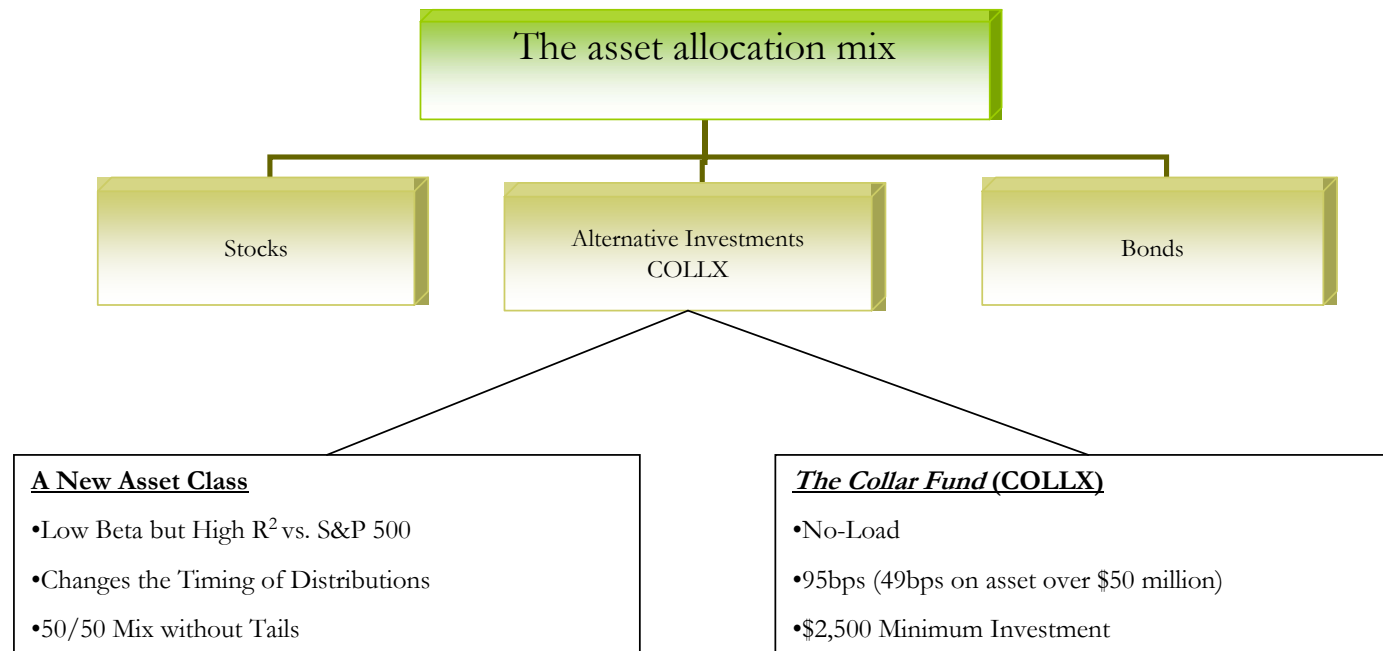 The asset allocation mix
Stocks
Alternative Investments
COLLX
Bonds
A New Asset Class
•Low Beta but High R² vs. S&P 500
•Changes the Timing of Distributions
•50/50 Mix without Tails
The Collar Fund (COLLX)
•No-Load
•95bps (49bps on asset over $50 million)
•$2,500 Minimum Investment